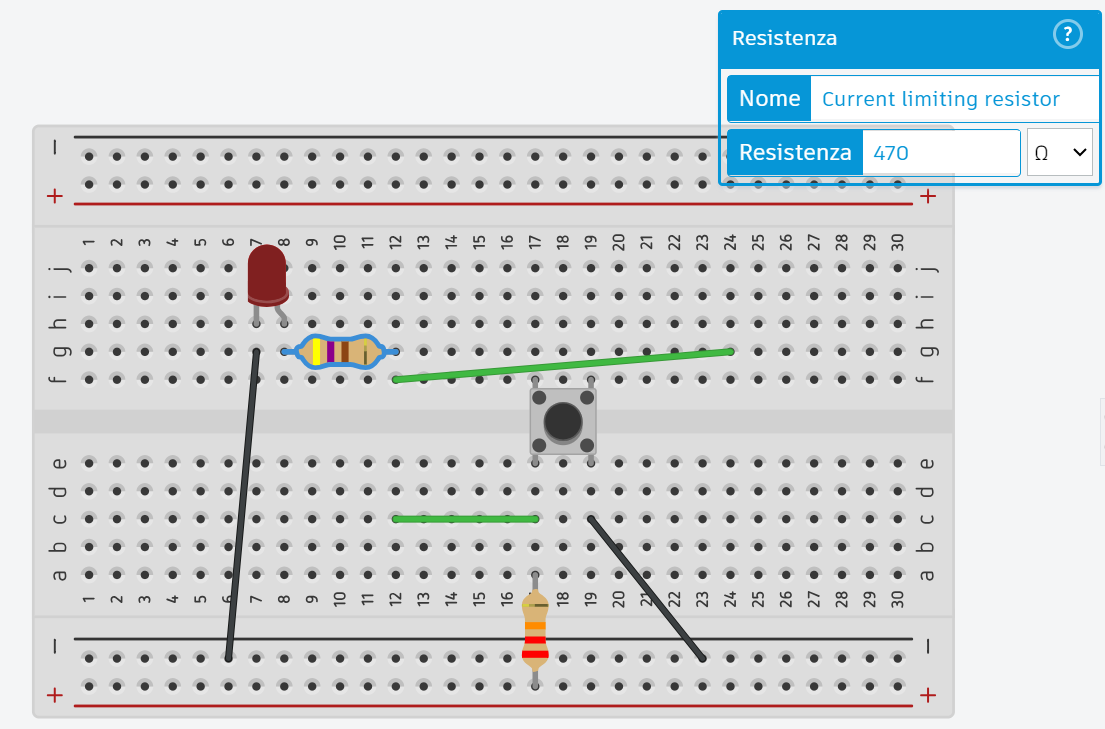 Resistenza ?
Nome Current limiting resistor
Resistenza 470 Ω
− −
+ +
1 2 3 4 5 6 7 8 9 10 11 12 13 14 15 16 17 18 19 20 21 22 23 24 25 26 27 28 29 30
j j
i i
h h
g g
f f
e e
d d
c c
b b
a a
1 2 3 4 5 6 7 8 9 10 11 12 13 14 15 16 18 19 20 21 22 23 24 25 26 27 28 29 30
− −
+ +